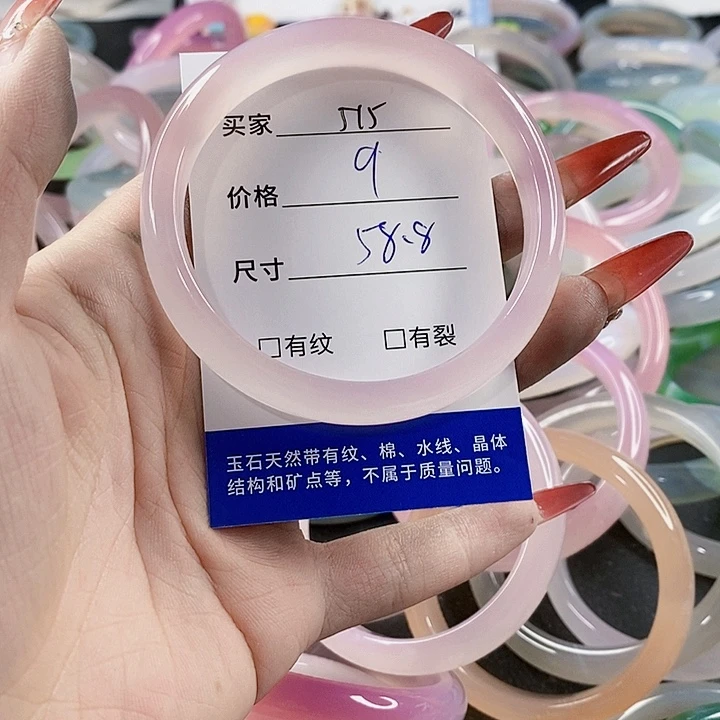 买家 515
价格 9
尺寸 58.8
□有纹 □有裂
玉石天然带有纹、棉、水线、晶体
结构和矿点等，不属于质量问题。